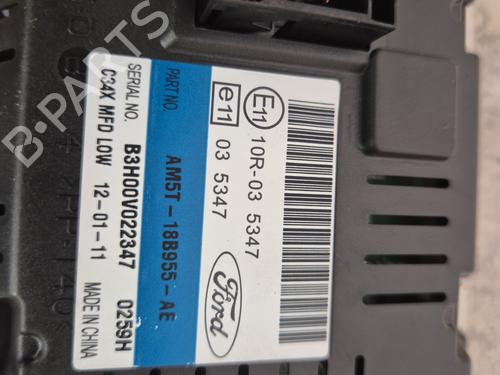 E11 10R-03 5347
e11 03 5347
Ford
PART NO. AM5T-18B955-AE
SERIAL NO. B3H00V022347 0259H
C34X MFD LOW 12-01-11 MADE IN CHINA
B-PARTS